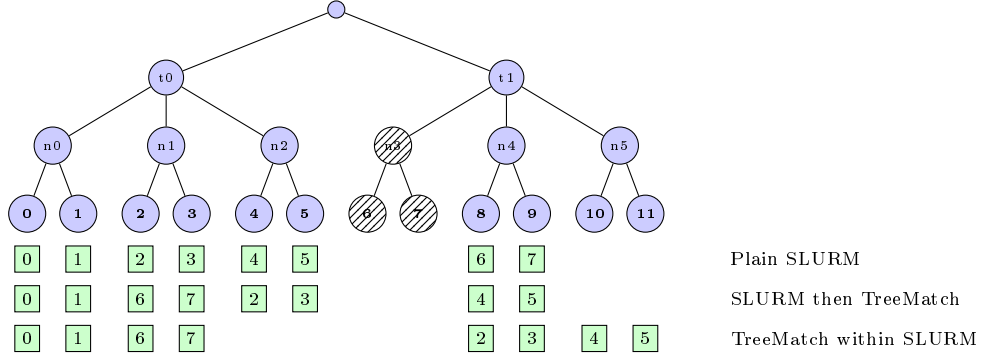 t0 t1
n0 n1 n2 n3 n4 n5
0 1 2 3 4 5 6 7 8 9 10 11
0 1 2 3 4 5 6 7 Plain SLURM
0 1 6 7 2 3 4 5 SLURM then TreeMatch
0 1 6 7 2 3 4 5 TreeMatch within SLURM